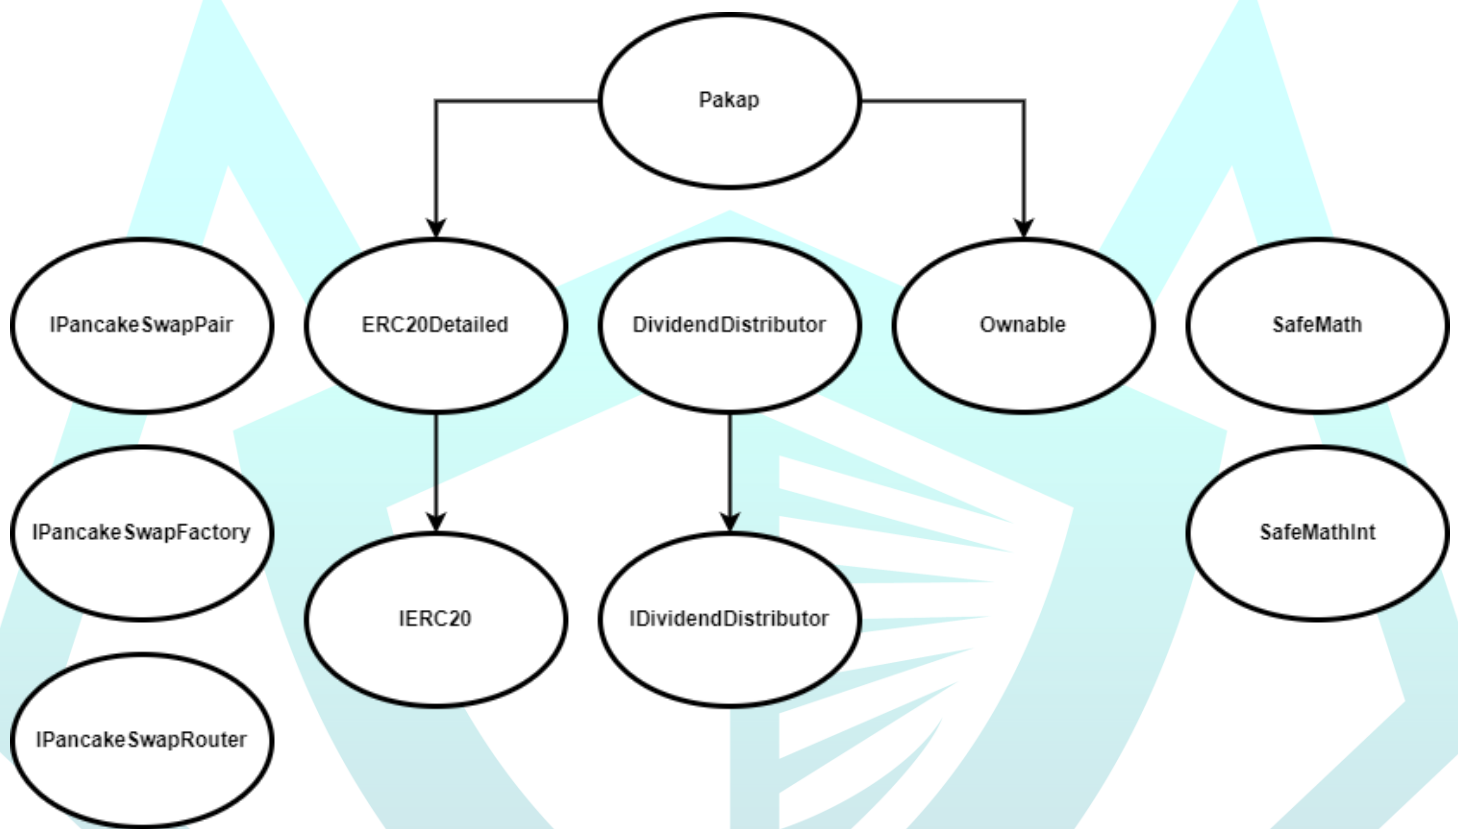 Pakap
IPancakeSwapPair
ERC20Detailed
DividendDistributor
Ownable
SafeMath
IPancakeSwapFactory
SafeMathInt
IERC20
IDividendDistributor
IPancakeSwapRouter